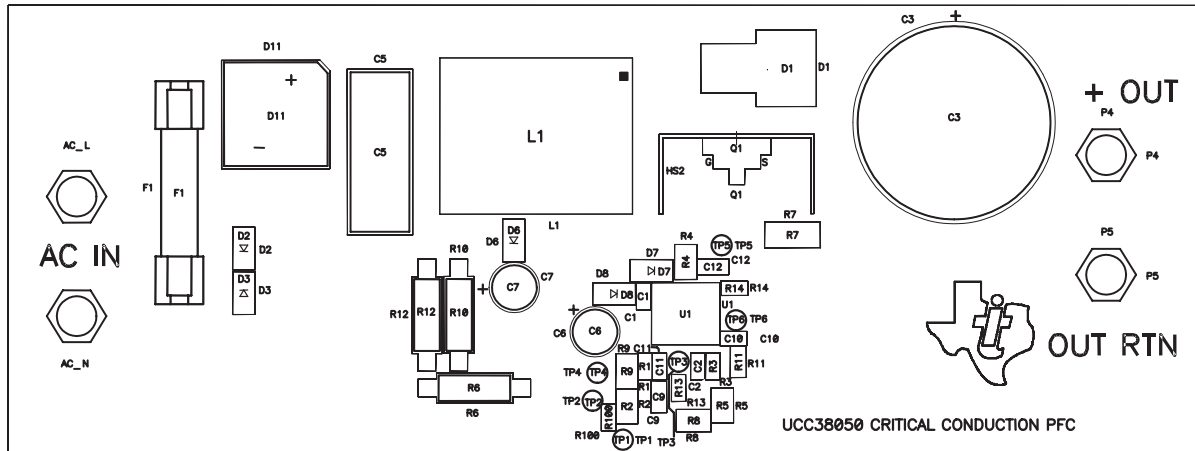 C3
+
D11
C5
+
D11
-
C5
L1
D1
D1
C3
+ OUT
P4
P4
AC_L
F1
F1
HS2
G
Q1
S
Q1
R7
R7
L1
AC IN
D2
D2
D3
D3
AC_N
D6
D6
R10
+
C7
C7
R12
R12
R10
R6
R6
D7
D7
R4
R4
TP5
TP5
C12
C12
D8
D8
C1
C1
U1
U1
R14
R14
TP6
TP6
C10
C10
+
C6
C6
P5
P5
OUT RTN
R9
C11
TP4
TP4
R9
R1
C11
TP3
C2
R3
R11
R11
R1
R13
C2
R3
TP2
TP2
R100
R2
R2
C9
R13
R5
R5
R100
TP1
TP1
C9
TP3
R8
R8
UCC38050 CRITICAL CONDUCTION PFC